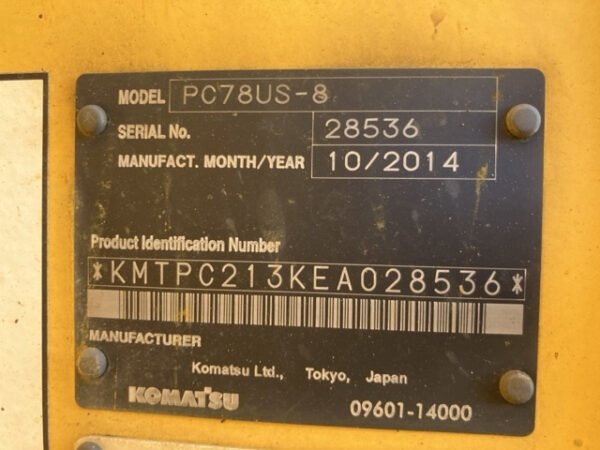 MODEL PC78US-8
SERIAL No. 28536
MANUFACT. MONTH/YEAR 10/2014
Product Identification Number
*KMTPC213KEA028536*
MANUFACTURER
Komatsu Ltd., Tokyo, Japan
KOMATSU
09601-14000